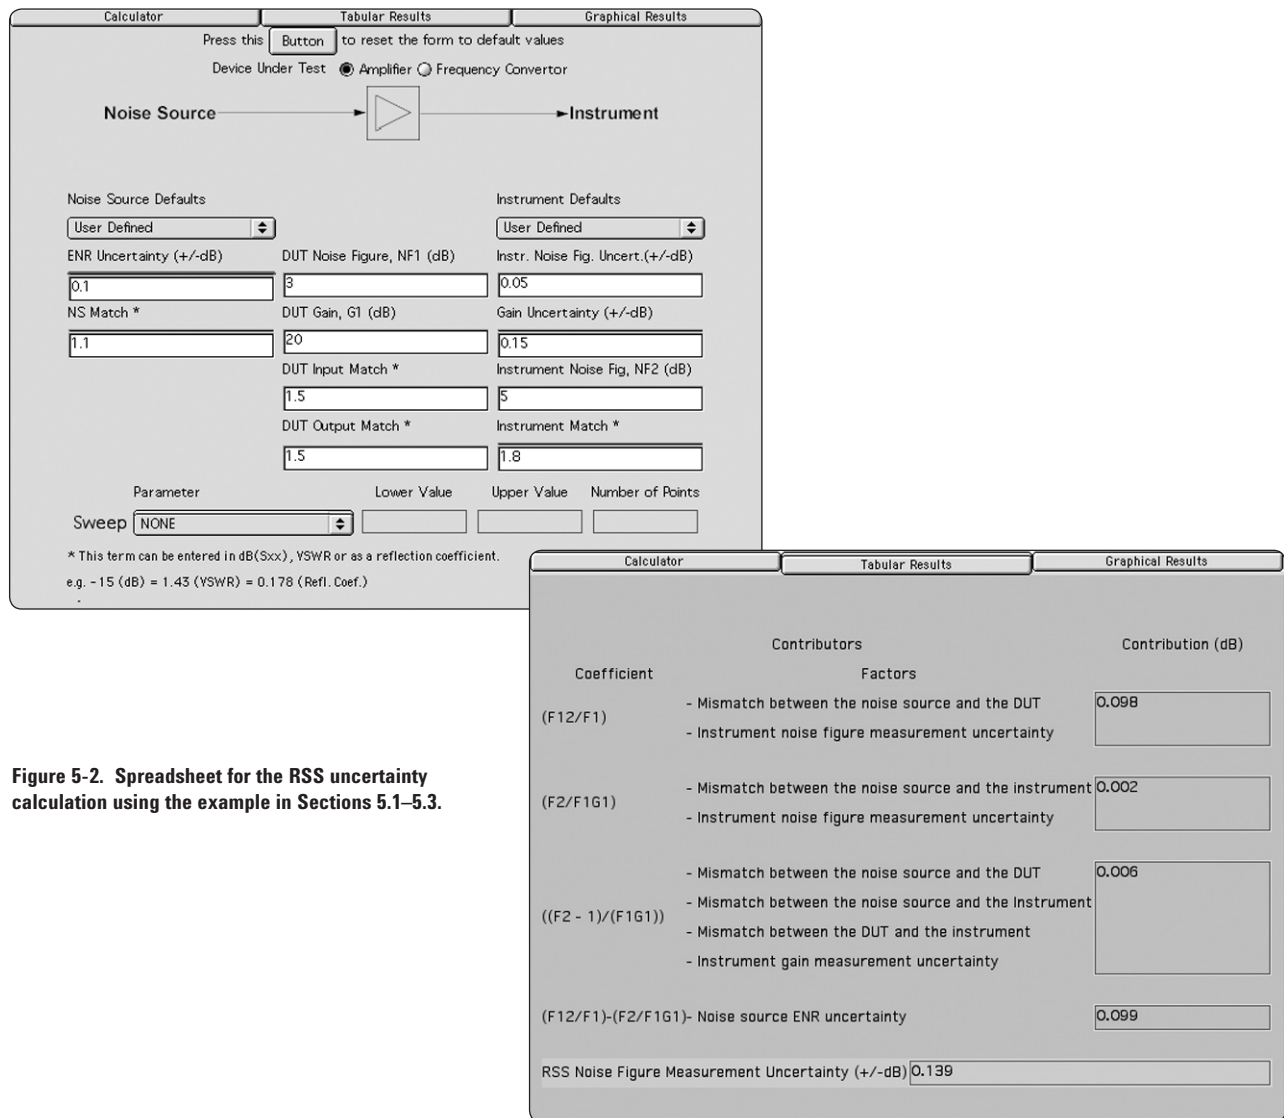 Calculator Tabular Results Graphical Results
Press this Button to reset the form to default values
Device Under Test Amplifier Frequency Convertor
Noise Source Instrument
Noise Source Defaults Instrument Defaults
User Defined User Defined
ENR Uncertainty (+/-dB) DUT Noise Figure, NF1 (dB) Instr. Noise Fig. Uncert.(+/-dB)
0.1 3 0.05
NS Match * DUT Gain, G1 (dB) Gain Uncertainty (+/-dB)
1.1 20 0.15
DUT Input Match * Instrument Noise Fig, NF2 (dB)
1.5 5
DUT Output Match * Instrument Match *
1.5 1.8
Parameter Lower Value Upper Value Number of Points
Sweep NONE
* This term can be entered in dB(Sxx), VSWR or as a reflection coefficient.
e.g. -15 (dB) = 1.43 (VSWR) = 0.178 (Refl. Coef.)
Calculator Tabular Results Graphical Results
Contributors Contribution (dB)
Coefficient Factors
(F12/F1)
- Mismatch between the noise source and the DUT
- Instrument noise figure measurement uncertainty
0.098
(F2/F1G1)
- Mismatch between the noise source and the instrument
- Instrument noise figure measurement uncertainty
0.002
((F2 - 1)/(F1G1))
- Mismatch between the noise source and the DUT
- Mismatch between the noise source and the Instrument
- Mismatch between the DUT and the instrument
- Instrument gain measurement uncertainty
0.006
(F12/F1)-(F2/F1G1)- Noise source ENR uncertainty 0.099
RSS Noise Figure Measurement Uncertainty (+/-dB) 0.139
Figure 5-2. Spreadsheet for the RSS uncertainty
calculation using the example in Sections 5.1–5.3.